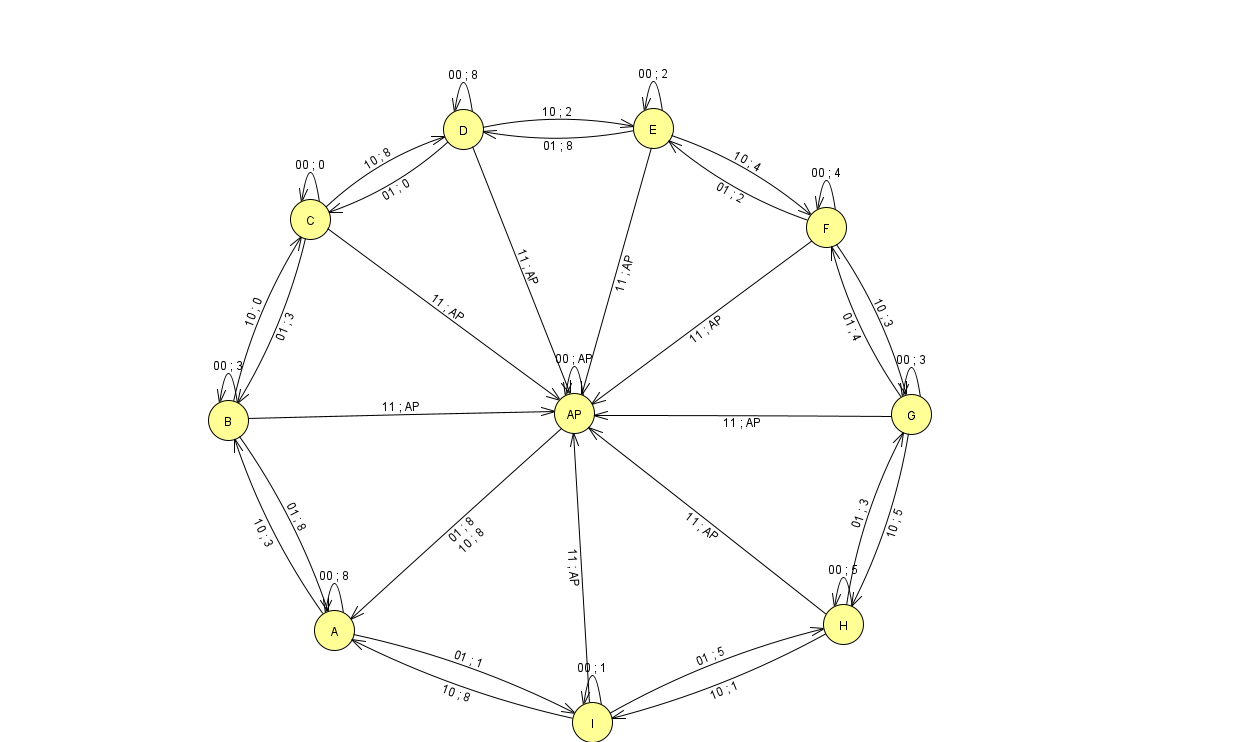 00 ; 8
00 ; 2
10 ; 2
D
E
01 ; 8
10 ; 8
10 ; 4
00 ; 0
00 ; 4
01 ; 0
01 ; 2
C
F
11 ; AP
11 ; AP
10 ; 0
01 ; 3
11 ; AP
11 ; AP
10 ; 3
01 ; 4
00 ; 3
00 ; AP
00 ; 3
11 ; AP
B
AP
G
11 ; AP
01 ; 8
10 ; 3
01 ; 8
10 ; 8
11 ; AP
01 ; 3
10 ; 5
11 ; AP
00 ; 8
00 ; 5
A
H
01 ; 1
01 ; 5
00 ; 1
10 ; 8
10 ; 1
I